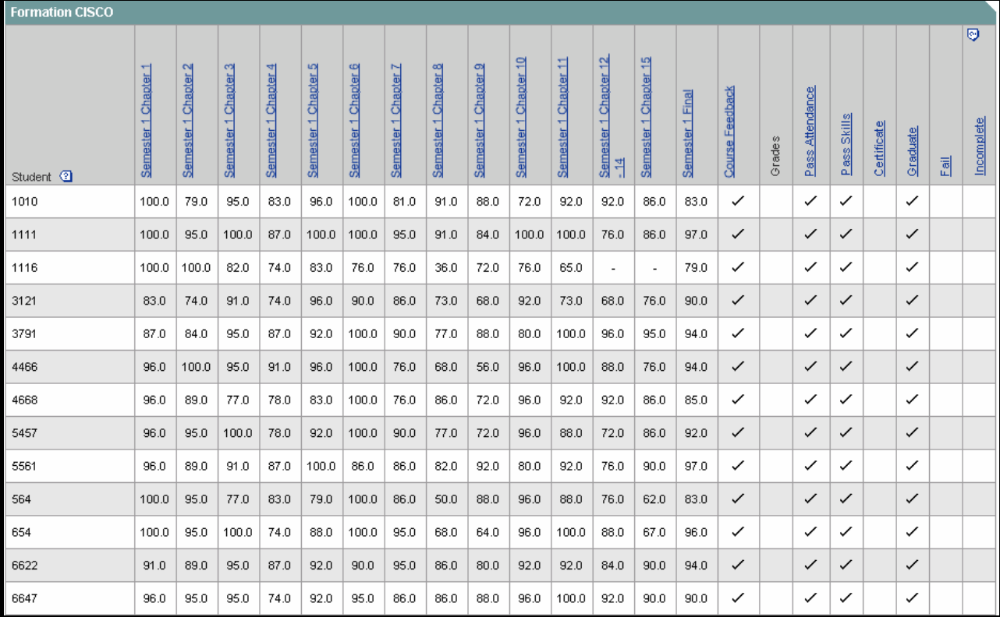 Formation CISCO
Student Semester 1 Chapter 1 Semester 1 Chapter 2 Semester 1 Chapter 3 Semester 1 Chapter 4 Semester 1 Chapter 5 Semester 1 Chapter 6 Semester 1 Chapter 7 Semester 1 Chapter 8 Semester 1 Chapter 9 Semester 1 Chapter 10 Semester 1 Chapter 11 Semester 1 Chapter 12 - 14 Semester 1 Chapter 15 Semester 1 Final Course Feedback Grades Pass Attendance Pass Skills Certificate Graduate Fail Incomplete
1010 100.0 79.0 95.0 83.0 96.0 100.0 81.0 91.0 88.0 72.0 92.0 92.0 86.0 83.0 ✓ ✓ ✓ ✓
1111 100.0 95.0 100.0 87.0 100.0 100.0 95.0 91.0 84.0 100.0 100.0 76.0 86.0 97.0 ✓ ✓ ✓ ✓
1116 100.0 100.0 82.0 74.0 83.0 76.0 76.0 36.0 72.0 76.0 65.0 - - 79.0 ✓ ✓ ✓ ✓
3121 83.0 74.0 91.0 74.0 96.0 90.0 86.0 73.0 68.0 92.0 73.0 68.0 76.0 90.0 ✓ ✓ ✓ ✓
3791 87.0 84.0 95.0 87.0 92.0 100.0 90.0 77.0 88.0 80.0 100.0 96.0 95.0 94.0 ✓ ✓ ✓ ✓
4466 96.0 100.0 95.0 91.0 96.0 100.0 76.0 68.0 56.0 96.0 100.0 88.0 76.0 94.0 ✓ ✓ ✓ ✓
4668 96.0 89.0 77.0 78.0 83.0 100.0 76.0 86.0 72.0 96.0 92.0 92.0 86.0 85.0 ✓ ✓ ✓ ✓
5457 96.0 95.0 100.0 78.0 92.0 100.0 90.0 77.0 72.0 96.0 88.0 72.0 86.0 92.0 ✓ ✓ ✓ ✓
5561 96.0 89.0 91.0 87.0 100.0 86.0 86.0 82.0 92.0 80.0 92.0 76.0 90.0 97.0 ✓ ✓ ✓ ✓
564 100.0 95.0 77.0 83.0 79.0 100.0 86.0 50.0 88.0 96.0 88.0 76.0 62.0 83.0 ✓ ✓ ✓ ✓
654 100.0 95.0 100.0 74.0 88.0 100.0 95.0 68.0 64.0 96.0 100.0 88.0 67.0 96.0 ✓ ✓ ✓ ✓
6622 91.0 89.0 95.0 87.0 92.0 90.0 95.0 86.0 80.0 92.0 92.0 84.0 90.0 94.0 ✓ ✓ ✓ ✓
6647 96.0 95.0 95.0 74.0 92.0 95.0 86.0 86.0 88.0 96.0 100.0 92.0 90.0 90.0 ✓ ✓ ✓ ✓